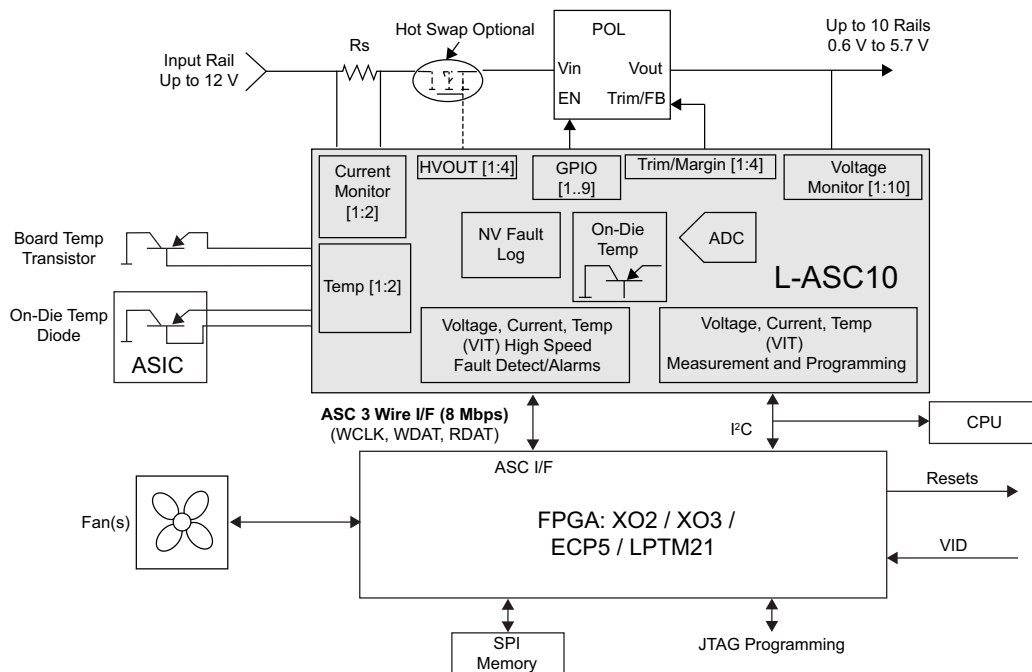 Hot Swap Optional
POL
Up to 10 Rails
0.6 V to 5.7 V
Input Rail
Up to 12 V
Rs
Vin
Vout
EN
Trim/FB
Current
Monitor
[1:2]
HVOUT [1:4]
GPIO
[1..9]
Trim/Margin [1:4]
Voltage
Monitor [1:10]
Board Temp
Transistor
NV Fault
Log
On-Die
Temp
ADC
L-ASC10
Temp [1:2]
On-Die Temp
Diode
ASIC
Voltage, Current, Temp
(VIT) High Speed
Fault Detect/Alarms
Voltage, Current, Temp
(VIT)
Measurement and Programming
ASC 3 Wire I/F (8 Mbps)
(WCLK, WDAT, RDAT)
I²C
CPU
ASC I/F
Resets
Fan(s)
FPGA: XO2 / XO3 /
ECP5 / LPTM21
VID
SPI
Memory
JTAG Programming